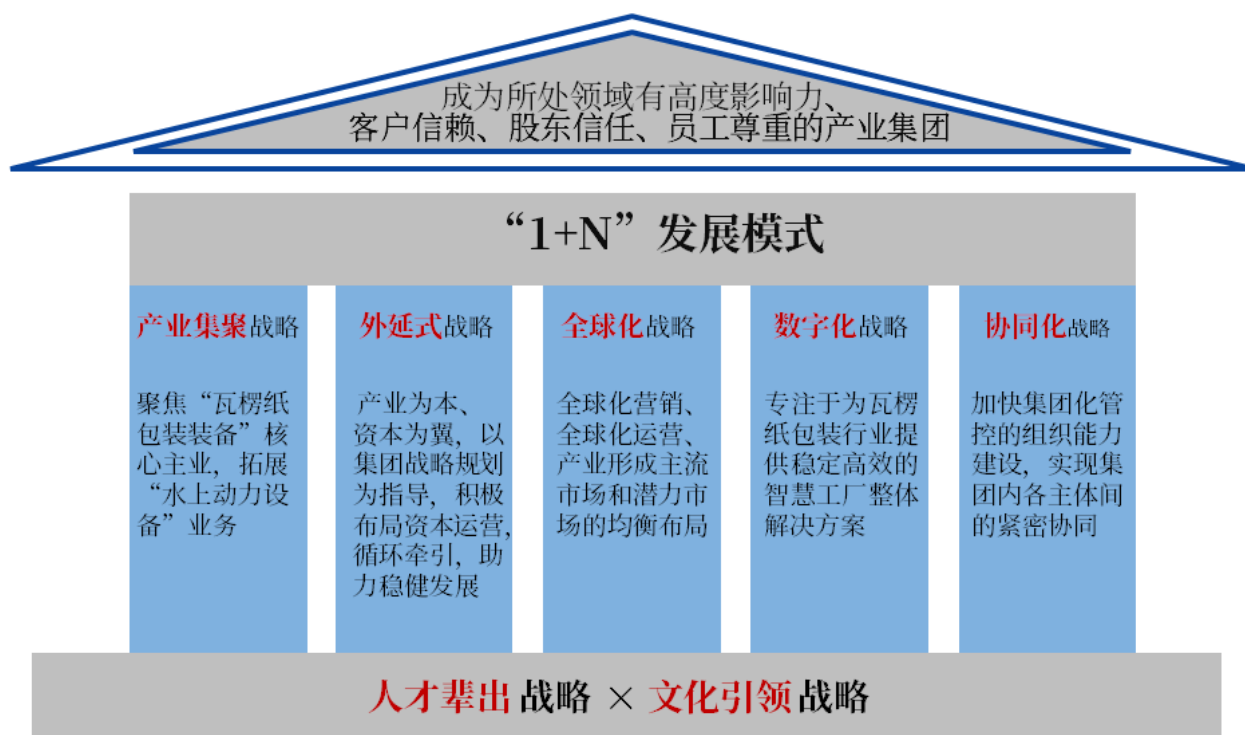 成为所处领域有高度影响力、
客户信赖、股东信任、员工尊重的产业集团
“1+N”发展模式
产业集聚战略
聚焦“瓦楞纸
包装装备”核
心主业，拓展
“水上动力设
备”业务
外延式战略
产业为本、
资本为翼，以
集团战略规划
为指导，积极
布局资本运营，
循环牵引，助
力稳健发展
全球化战略
全球化营销、
全球化运营、
产业形成主流
市场和潜力市
场的均衡布局
数字化战略
专注于为瓦楞
纸包装行业提
供稳定高效的
智慧工厂整体
解决方案
协同化战略
加快集团化管
控的组织能力
建设，实现集
团内各主体间
的紧密协同
人才辈出战略 × 文化引领战略